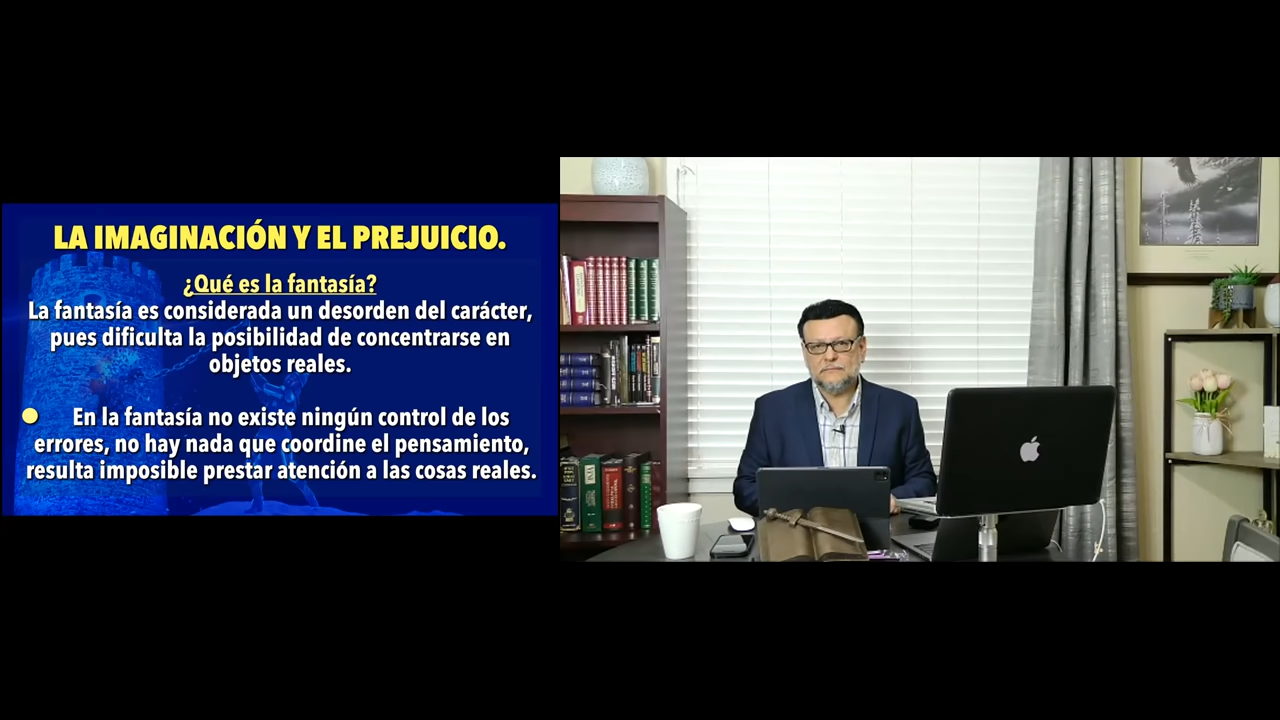 LA IMAGINACIÓN Y EL PREJUICIO.
¿Qué es la fantasía?
La fantasía es considerada un desorden del carácter,
pues dificulta la posibilidad de concentrarse en
objetos reales.
En la fantasía no existe ningún control de los
errores, no hay nada que coordine el pensamiento,
resulta imposible prestar atención a las cosas reales.